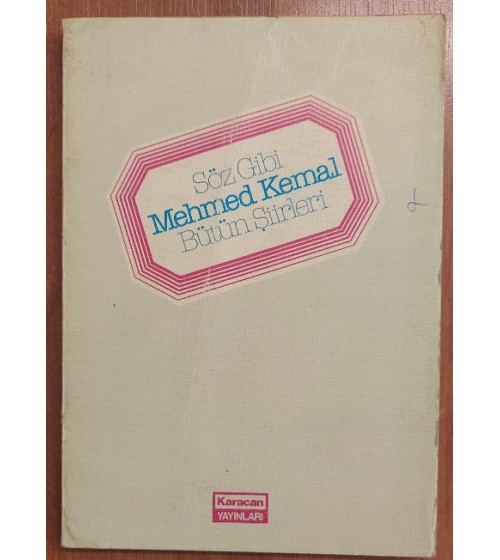 Söz Gibi
Mehmed Kemal
Bütün Şiirleri
Karacan
YAYINLARI